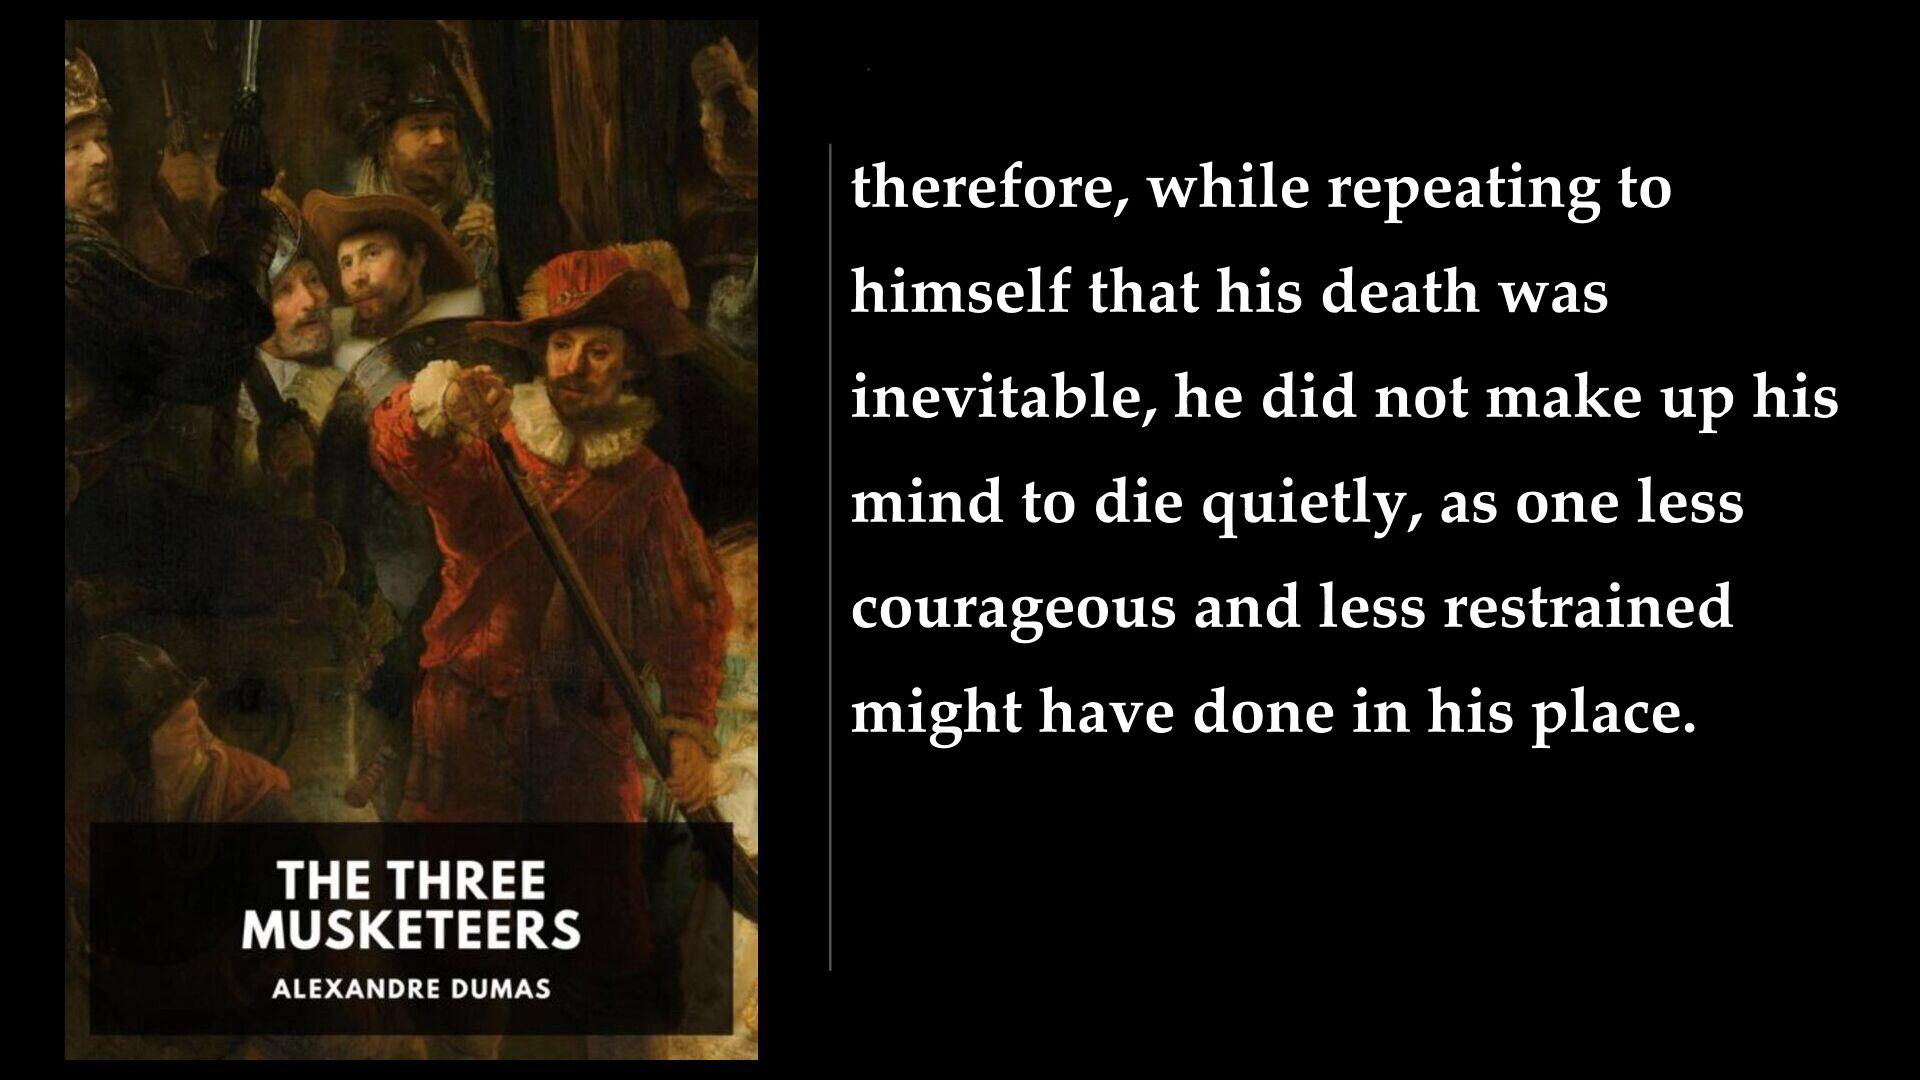 therefore, while repeating to
himself that his death was
inevitable, he did not make up his
mind to die quietly, as one less
courageous and less restrained
might have done in his place.
THE THREE
MUSKETEERS
ALEXANDRE DUMAS